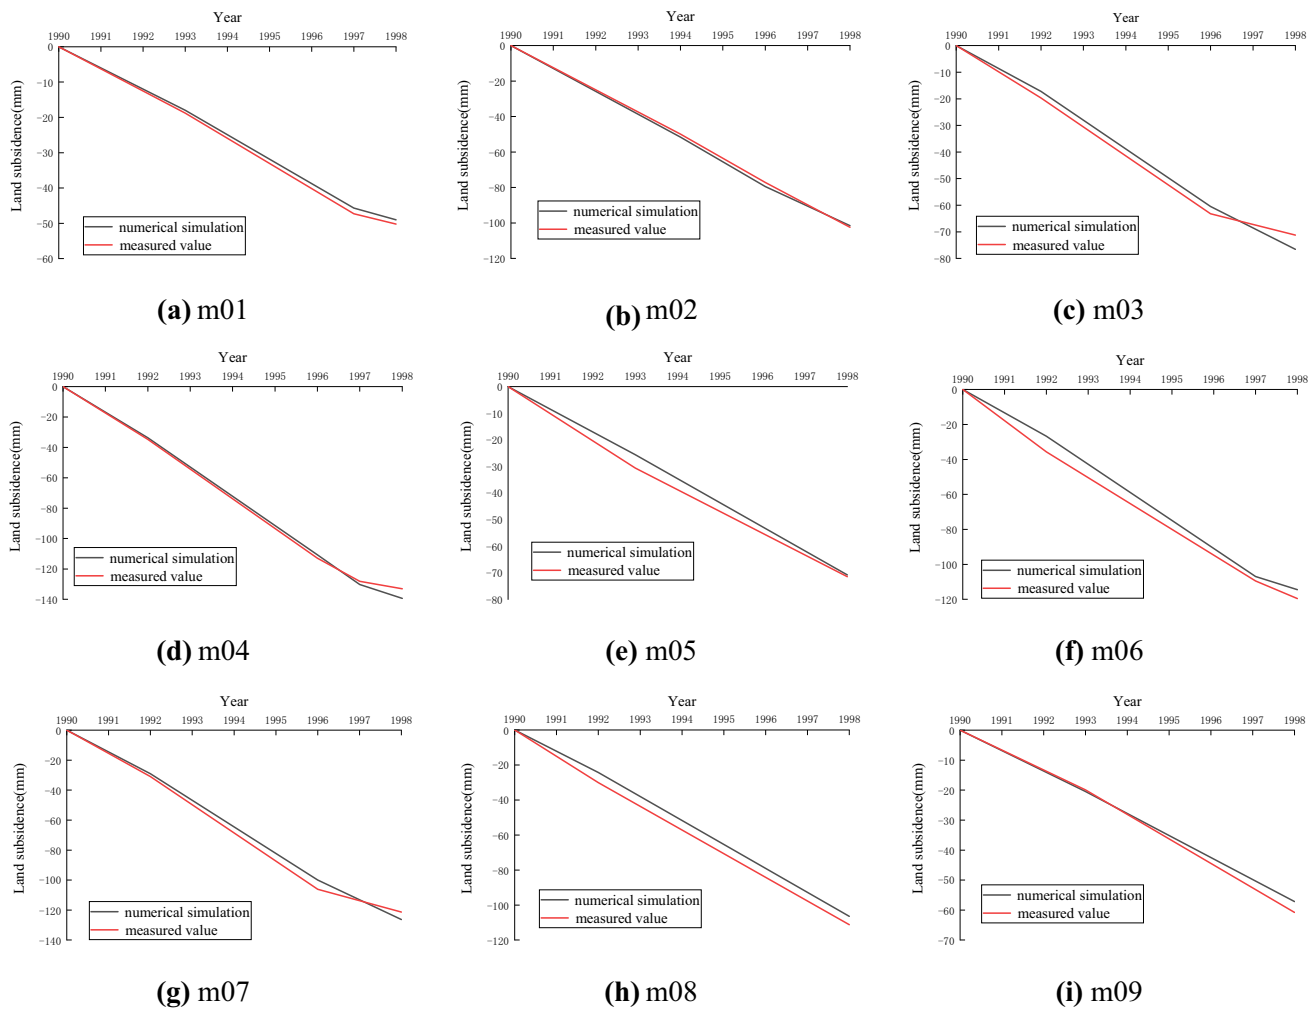 Year
1990 1991 1992 1993 1994 1995 1996 1997 1998
Land subsidence(mm)
0
−10
−20
−30
−40
−50
−60
numerical simulation
measured value
(a) m01
Year
1990 1991 1992 1993 1994 1995 1996 1997 1998
Land subsidence(mm)
0
−20
−40
−60
−80
−100
−120
numerical simulation
measured value
(b) m02
Year
1990 1991 1992 1993 1994 1995 1996 1997 1998
Land subsidence(mm)
0
−10
−20
−30
−40
−50
−60
−70
−80
numerical simulation
measured value
(c) m03
Year
1990 1991 1992 1993 1994 1995 1996 1997 1998
Land subsidence(mm)
0
−20
−40
−60
−80
−100
−120
−140
numerical simulation
measured value
(d) m04
Year
1990 1991 1992 1993 1994 1995 1996 1997 1998
Land subsidence(mm)
0
−10
−20
−30
−40
−50
−60
−70
−80
numerical simulation
measured value
(e) m05
Year
1990 1991 1992 1993 1994 1995 1996 1997 1998
Land subsidence(mm)
0
−20
−40
−60
−80
−100
−120
numerical simulation
measured value
(f) m06
Year
1990 1991 1992 1993 1994 1995 1996 1997 1998
Land subsidence(mm)
0
−20
−40
−60
−80
−100
−120
−140
numerical simulation
measured value
(g) m07
Year
1990 1991 1992 1993 1994 1995 1996 1997 1998
Land subsidence(mm)
0
−20
−40
−60
−80
−100
−120
numerical simulation
measured value
(h) m08
Year
1990 1991 1992 1993 1994 1995 1996 1997 1998
Land subsidence(mm)
0
−10
−20
−30
−40
−50
−60
−70
numerical simulation
measured value
(i) m09